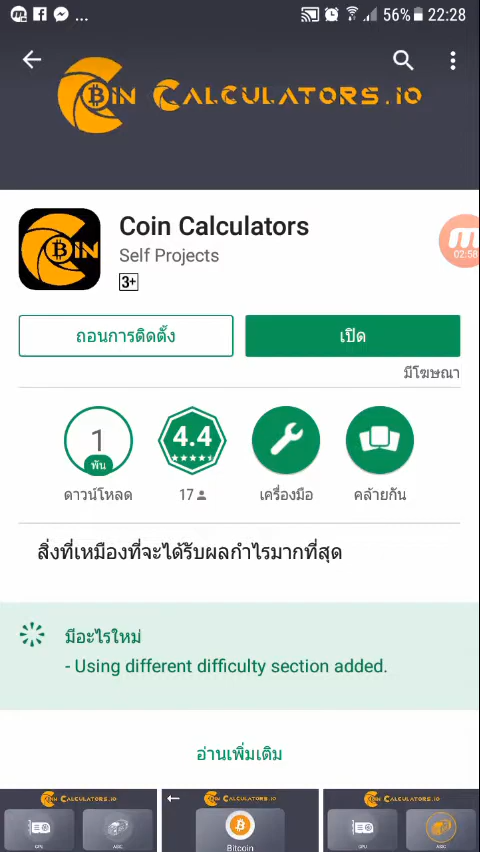 56% 22:28
COIN CALCULATORS.IO
BIN
Coin Calculators
Self Projects
3+
02:58
ถอนการติดตั้ง
เปิด
มีโฆษณา
1
พัน
4.4
ดาวน์โหลด
17
เครื่องมือ
คล้ายกัน
สิ่งที่เหมืองที่จะได้รับผลกำไรมากที่สุด
มีอะไรใหม่
- Using different difficulty section added.
อ่านเพิ่มเติม
COIN CALCULATORS.IO
COIN CALCULATORS.IO
COIN CALCULATORS.IO
GPU
ASIC
Bitcoin
GPU
ASIC